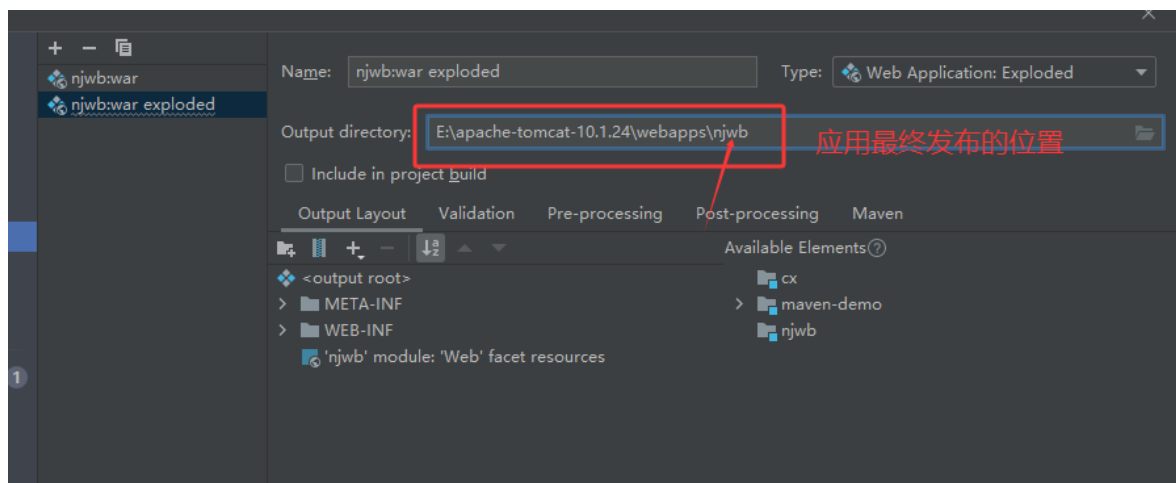 njwb:war
njwb:war exploded
Name: njwb:war exploded
Type: Web Application: Exploded
Output directory: E:\apache-tomcat-10.1.24\webapps\njwb
应用最终发布的位置
Include in project build
Output Layout Validation Pre-processing Post-processing Maven
Available Elements
<output root>
META-INF
WEB-INF
'njwb' module: 'Web' facet resources
cx
maven-demo
njwb
1